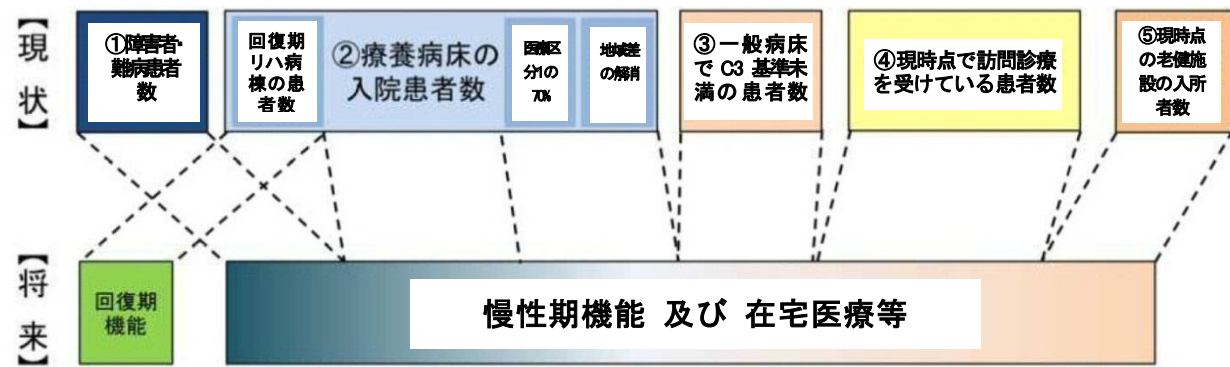 【現状】
①障害者・
難病患者
数
回復期
リハ病
棟の患
者数
②療養病床の
入院患者数
医療区
分1の
70%
地域差
の解消
③一般病床
で C3 基準未
満の患者数
④現時点で訪問診療
を受けている患者数
⑤現時点
の老健施
設の入所
者数
【将来】
回復期
機能
慢性期機能 及び 在宅医療等